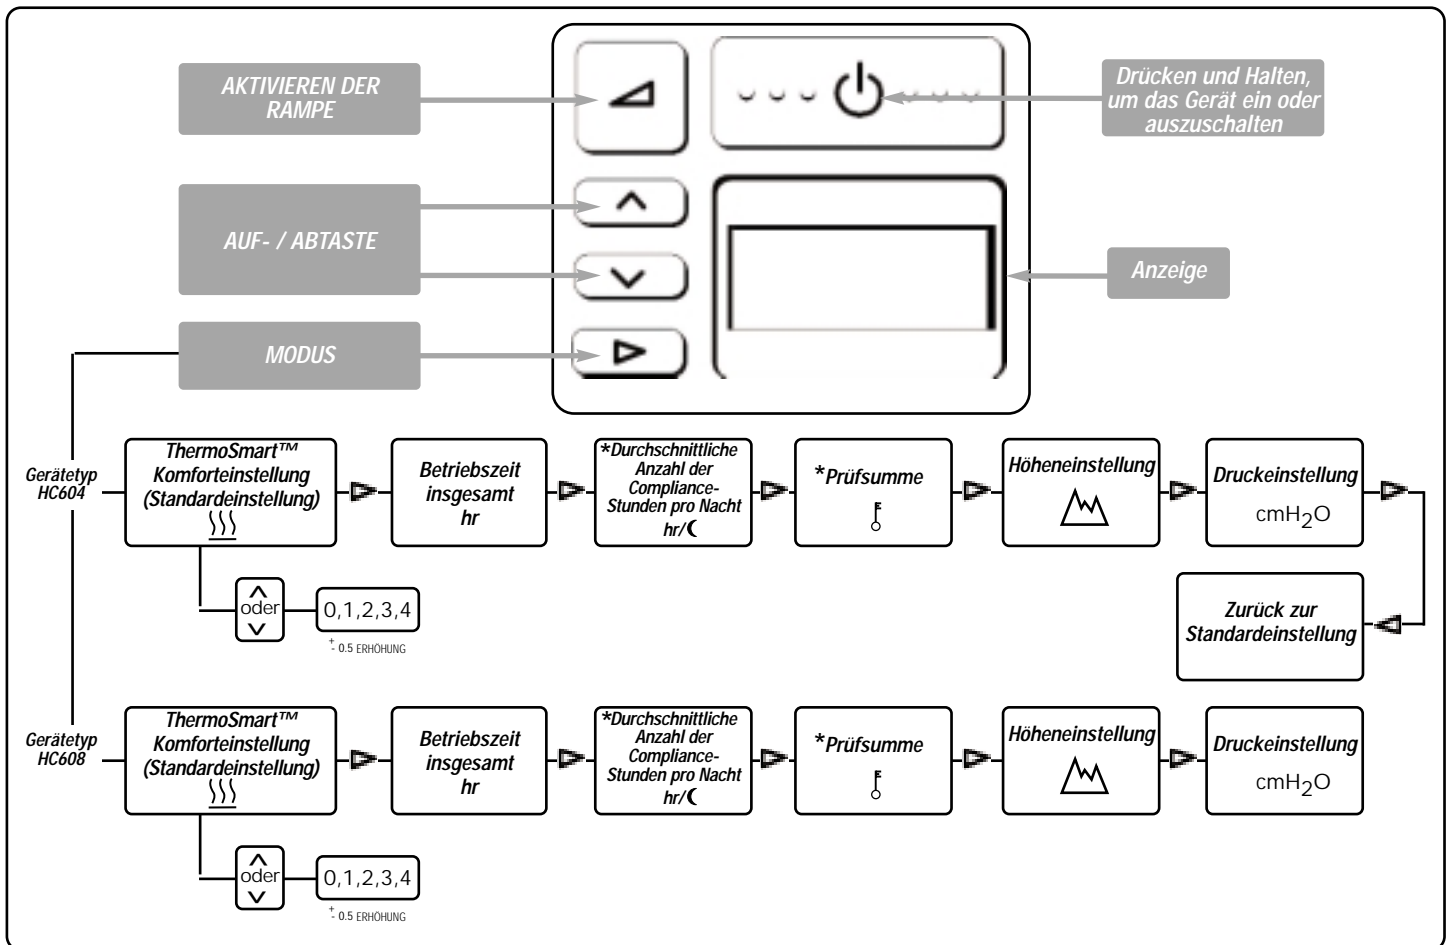 AKTIVIEREN DER
RAMPE
Drücken und Halten,
um das Gerät ein oder
auszuschalten
AUF- / ABTASTE
Anzeige
MODUS
Gerätetyp
HC604
ThermoSmart™
Komforteinstellung
(Standardeinstellung)
Betriebszeit
insgesamt
hr
*Durchschnittliche
Anzahl der
Compliance-
Stunden pro Nacht
hr/☾
*Prüfsumme
Höheneinstellung
Druckeinstellung
cmH₂O
oder
0,1,2,3,4
+
- 0.5 ERHÖHUNG
Zurück zur
Standardeinstellung
Gerätetyp
HC608
ThermoSmart™
Komforteinstellung
(Standardeinstellung)
Betriebszeit
insgesamt
hr
*Durchschnittliche
Anzahl der
Compliance-
Stunden pro Nacht
hr/☾
*Prüfsumme
Höheneinstellung
Druckeinstellung
cmH₂O
oder
0,1,2,3,4
+
- 0.5 ERHÖHUNG